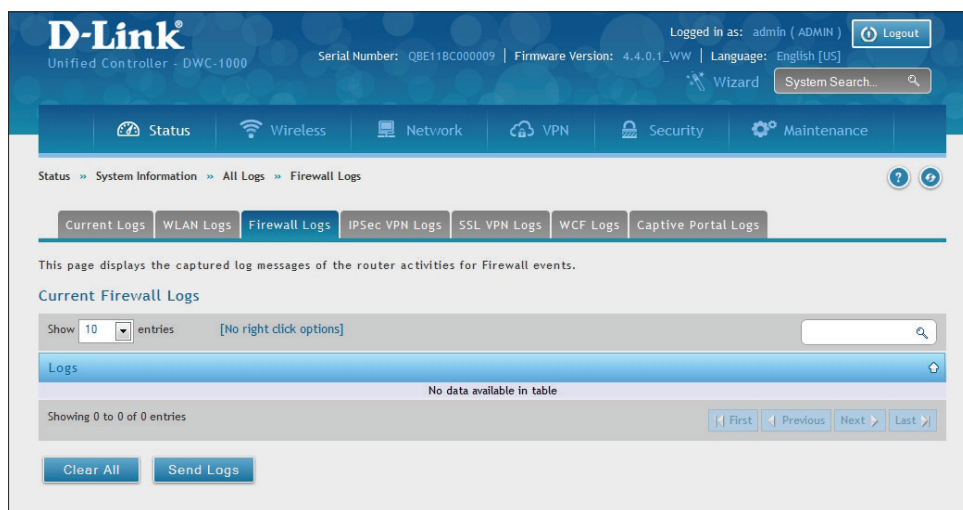 D-Link®
Unified Controller - DWC-1000
Logged in as: admin ( ADMIN )
Logout
Serial Number: QBE11BC000009 | Firmware Version: 4.4.0.1_WW | Language: English [US]
Wizard
System Search...
Status
Wireless
Network
VPN
Security
Maintenance
Status » System Information » All Logs » Firewall Logs
?
Current Logs
WLAN Logs
Firewall Logs
IPSec VPN Logs
SSL VPN Logs
WCF Logs
Captive Portal Logs
This page displays the captured log messages of the router activities for Firewall events.
Current Firewall Logs
Show 10 entries
[No right click options]
Logs
No data available in table
Showing 0 to 0 of 0 entries
First
Previous
Next
Last
Clear All
Send Logs